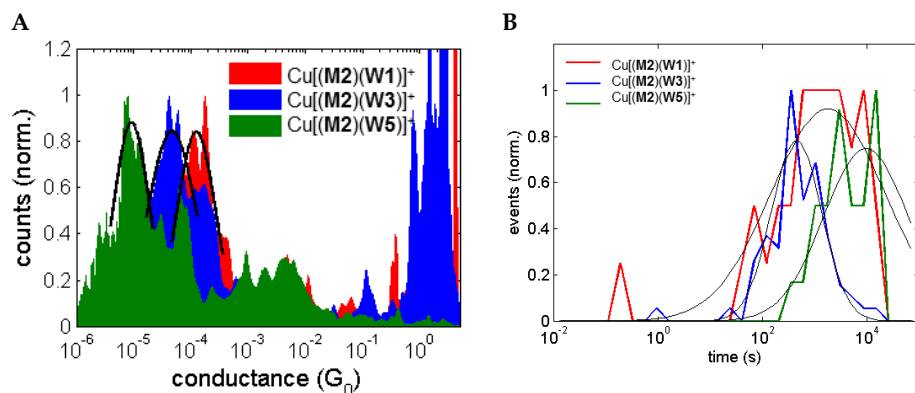 A
counts (norm.)
1.2
1
0.8
0.6
0.4
0.2
0
Cu[(M2)(W1)]⁺
Cu[(M2)(W3)]⁺
Cu[(M2)(W5)]⁺
10⁻⁶ 10⁻⁵ 10⁻⁴ 10⁻³ 10⁻² 10⁻¹ 10⁰
conductance (G₀)
B
events (norm.)
1
0.8
0.6
0.4
0.2
0
Cu[(M2)(W1)]⁺
Cu[(M2)(W3)]⁺
Cu[(M2)(W5)]⁺
10⁻² 10⁰ 10² 10⁴
time (s)